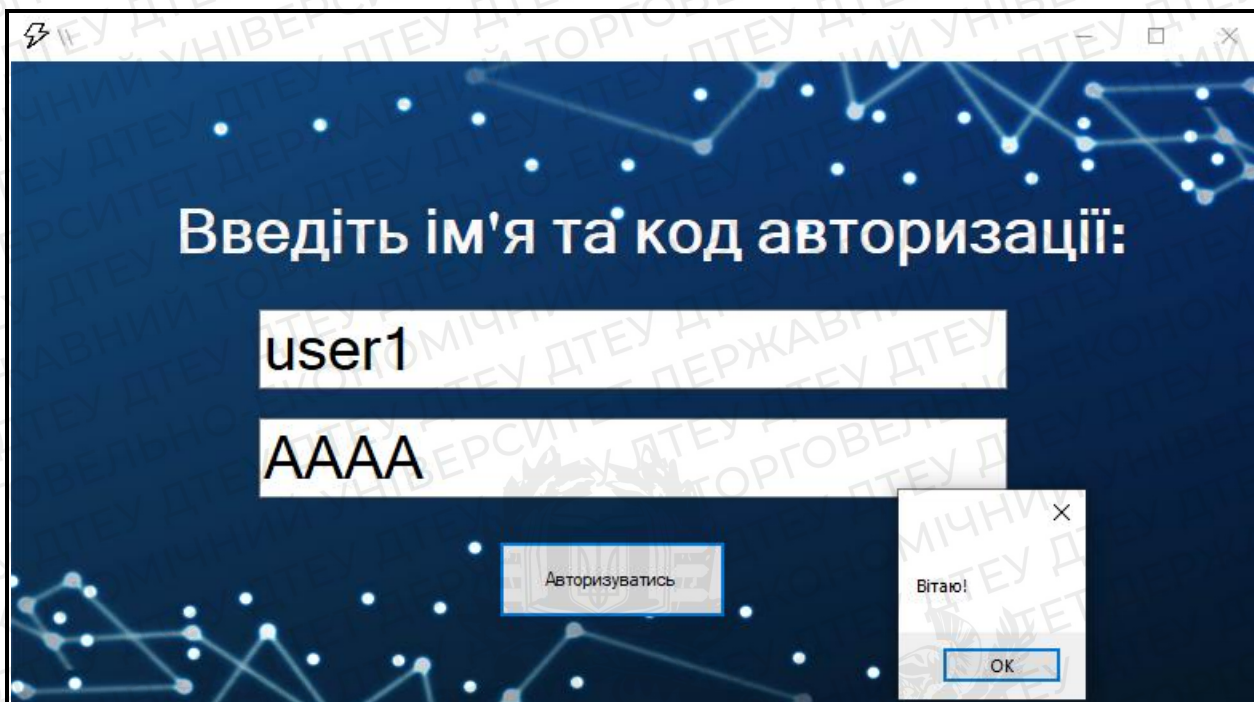 Введіть ім'я та код авторизації:
user1
AAAA
Авторизуватись
Вітаю!
OK